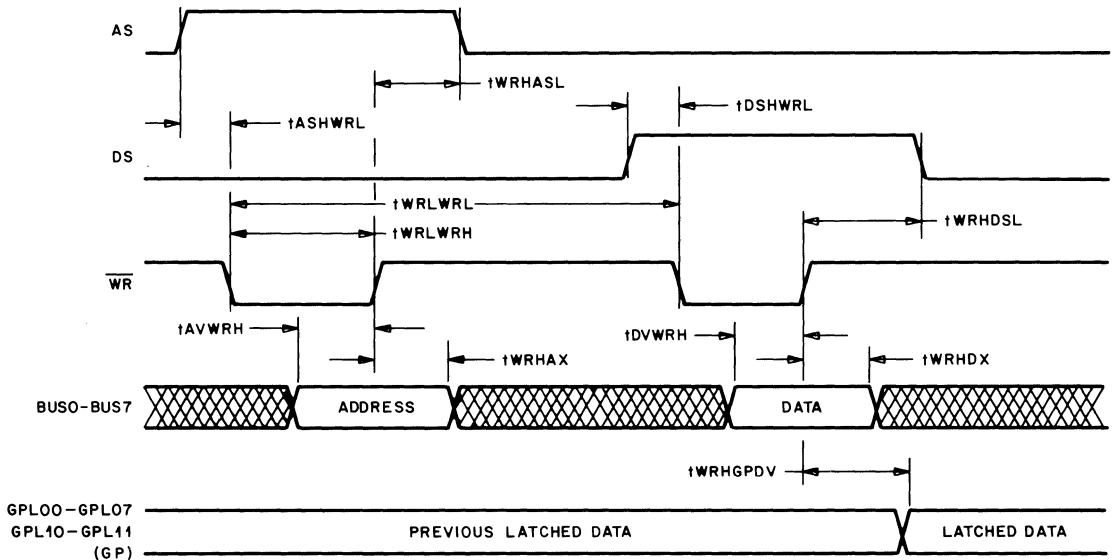 AS
tWRHASL
tDSHWRL
tASHWRL
DS
tWRLWRL
tWRHDSL
tWRLWRH
WR
tAVWRH
tDVWRH
tWRHAX
tWRHDX
BUS0-BUS7
ADDRESS
DATA
tWRHGPDV
GPL00-GPL07
GPL10-GPL11
(GP)
PREVIOUS LATCHED DATA
LATCHED DATA